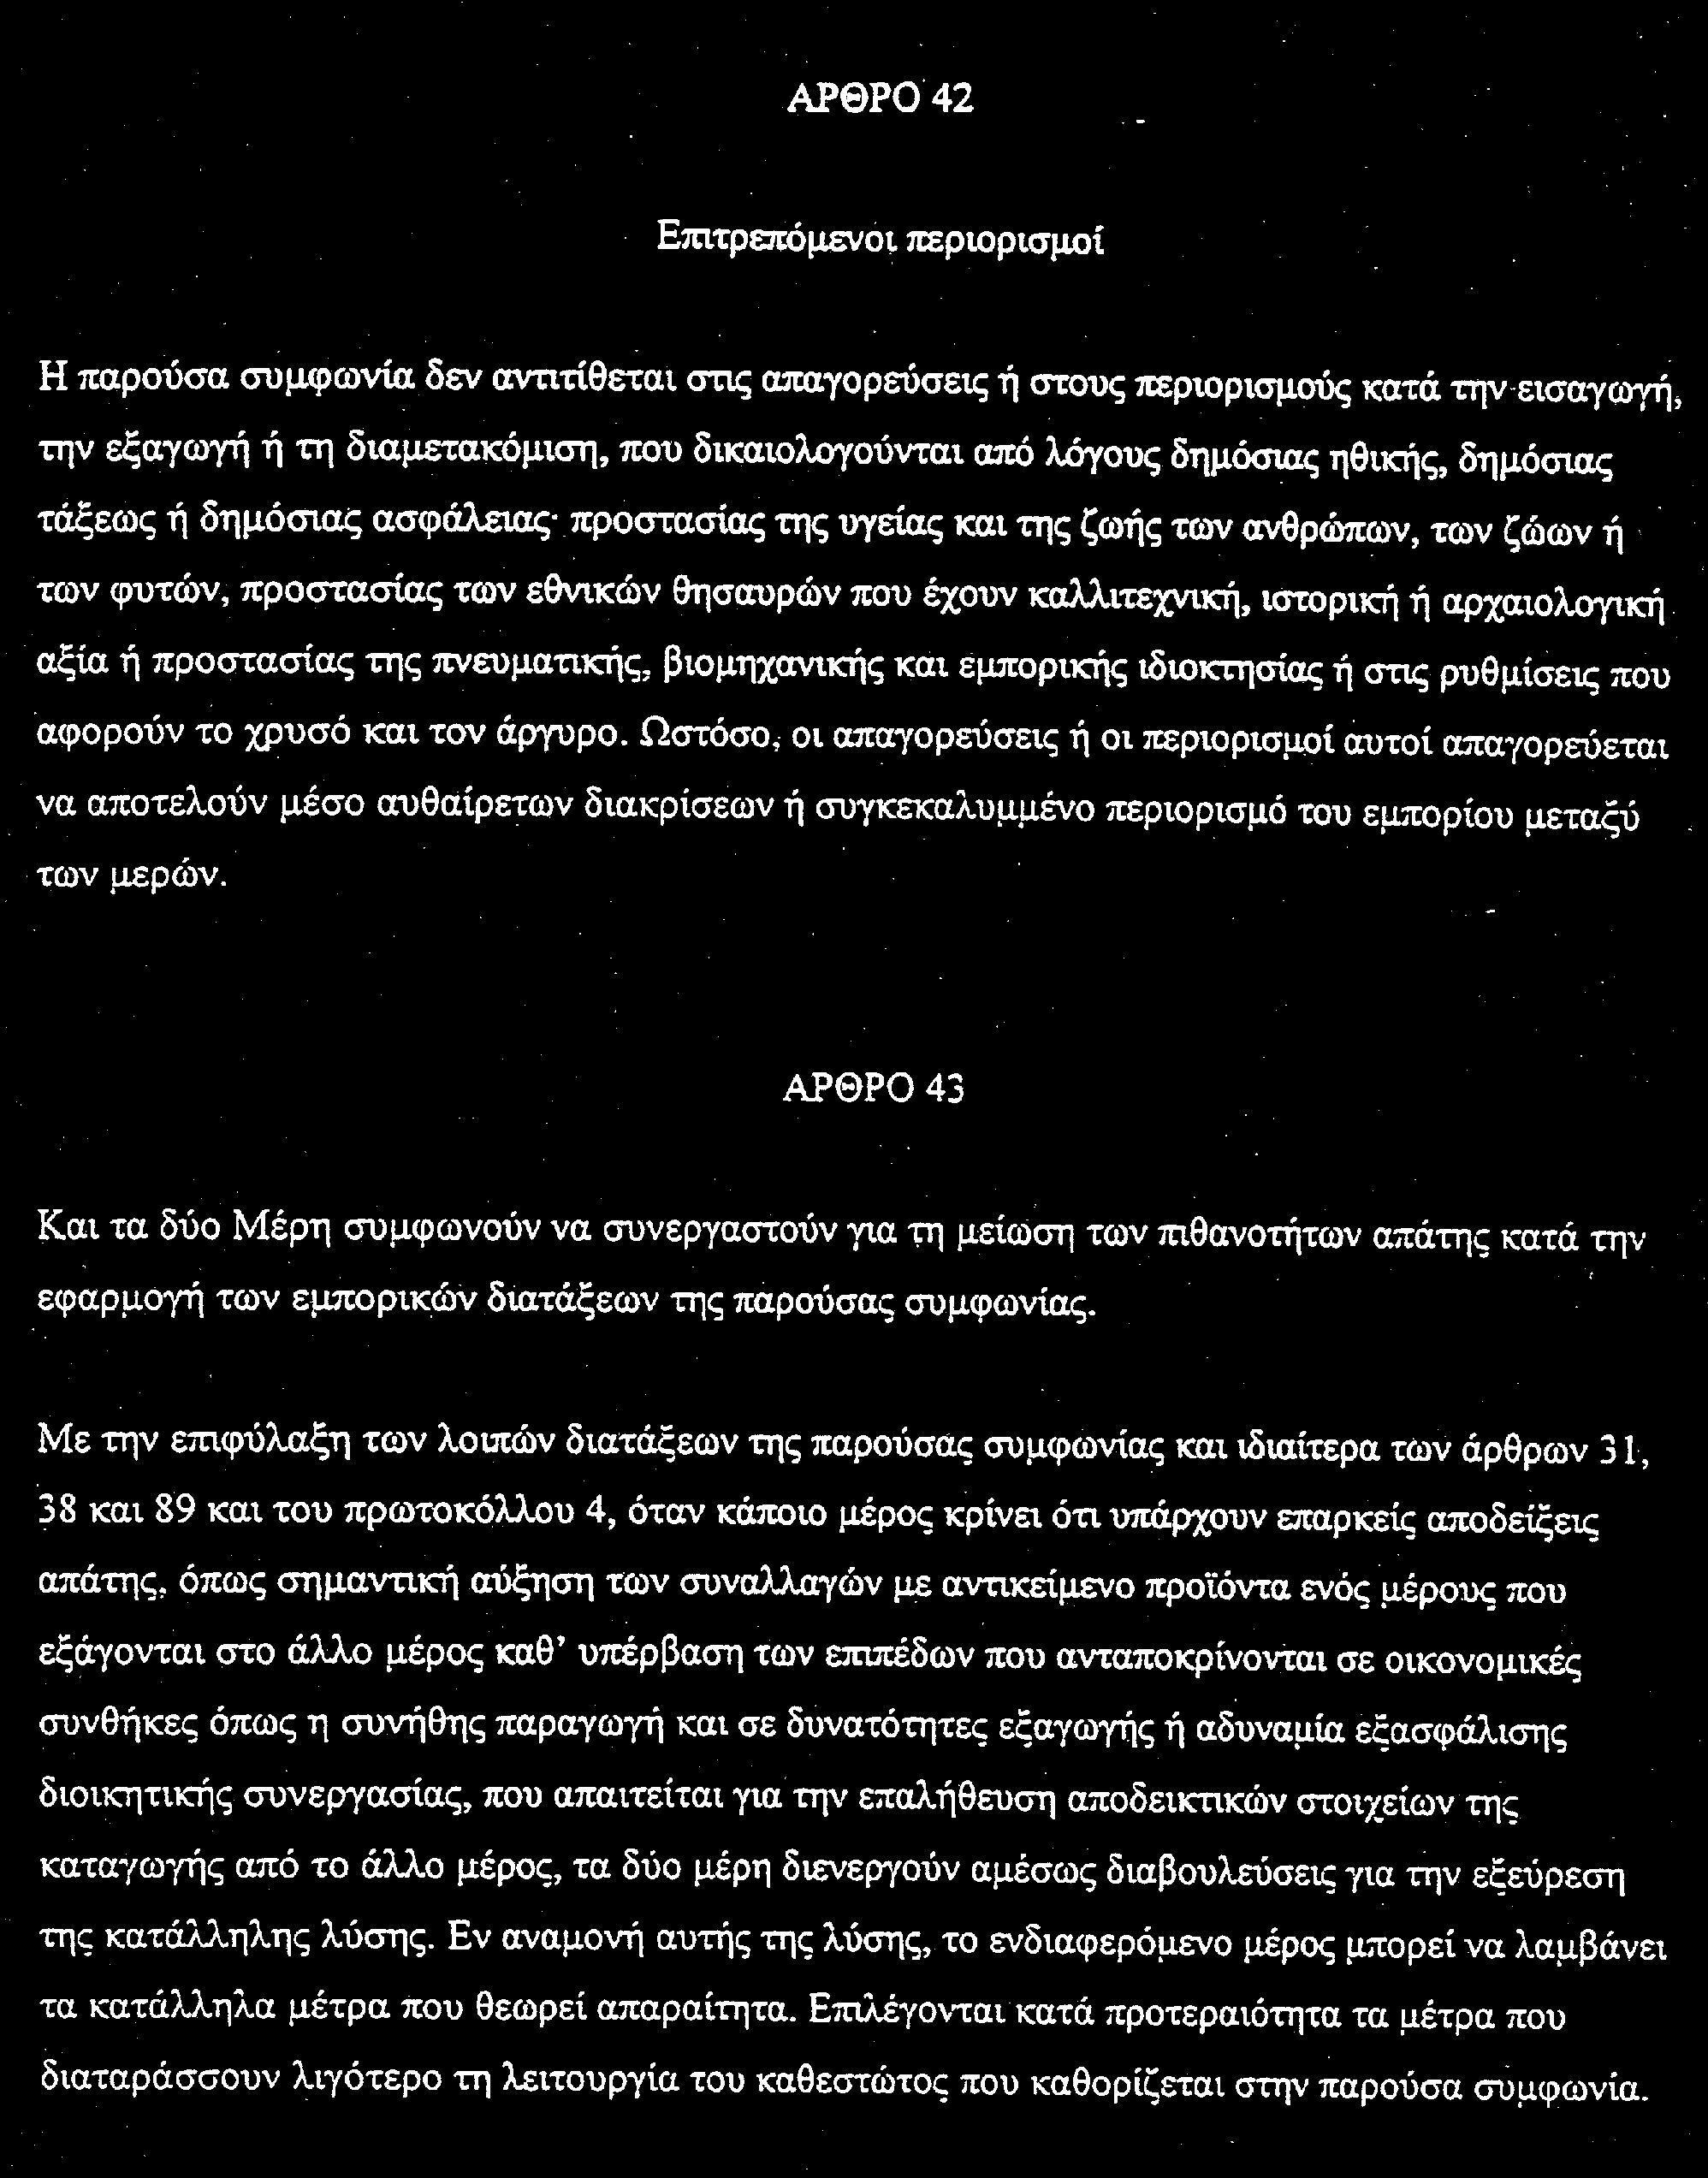 ΑΡΘΡΟ 42
Επιτρεπόμενοι περιορισμοί
Η παρούσα συμφωνία δεν αντιτίθεται στις απαγορεύσεις ή στους περιορισμούς κατά την εισαγωγή,
την εξαγωγή ή τη διαμετακόμιση, που δικαιολογούνται από λόγους δημόσιας ηθικής, δημόσιας
τάξεως ή δημόσιας ασφάλειας· προστασίας της υγείας και της ζωής των ανθρώπων, των ζώων ή
των φυτών, προστασίας των εθνικών θησαυρών που έχουν καλλιτεχνική, ιστορική ή αρχαιολογική
αξία ή προστασίας της πνευματικής, βιομηχανικής και εμπορικής ιδιοκτησίας ή στις ρυθμίσεις που
αφορούν το χρυσό και τον άργυρο. Ωστόσο, οι απαγορεύσεις ή οι περιορισμοί αυτοί απαγορεύεται
να αποτελούν μέσο αυθαίρετων διακρίσεων ή συγκεκαλυμμένο περιορισμό του εμπορίου μεταξύ
των μερών.
ΑΡΘΡΟ 43
Και τα δύο Μέρη συμφωνούν να συνεργαστούν για τη μείωση των πιθανοτήτων απάτης κατά την
εφαρμογή των εμπορικών διατάξεων της παρούσας συμφωνίας.
Με την επιφύλαξη των λοιπών διατάξεων της παρούσας συμφωνίας και ιδιαίτερα των άρθρων 31,
38 και 89 και του πρωτοκόλλου 4, όταν κάποιο μέρος κρίνει ότι υπάρχουν επαρκείς αποδείξεις
απάτης, όπως σημαντική αύξηση των συναλλαγών με αντικείμενο προϊόντα ενός μέρους που
εξάγονται στο άλλο μέρος καθ’ υπέρβαση των επιπέδων που ανταποκρίνονται σε οικονομικές
συνθήκες όπως η συνήθης παραγωγή και σε δυνατότητες εξαγωγής ή αδυναμία εξασφάλισης
διοικητικής συνεργασίας, που απαιτείται για την επαλήθευση αποδεικτικών στοιχείων της
καταγωγής από το άλλο μέρος, τα δύο μέρη διενεργούν αμέσως διαβουλεύσεις για την εξεύρεση
της κατάλληλης λύσης. Εν αναμονή αυτής της λύσης, το ενδιαφερόμενο μέρος μπορεί να λαμβάνει
τα κατάλληλα μέτρα που θεωρεί απαραίτητα. Επιλέγονται κατά προτεραιότητα τα μέτρα που
διαταράσσουν λιγότερο τη λειτουργία του καθεστώτος που καθορίζεται στην παρούσα συμφωνία.